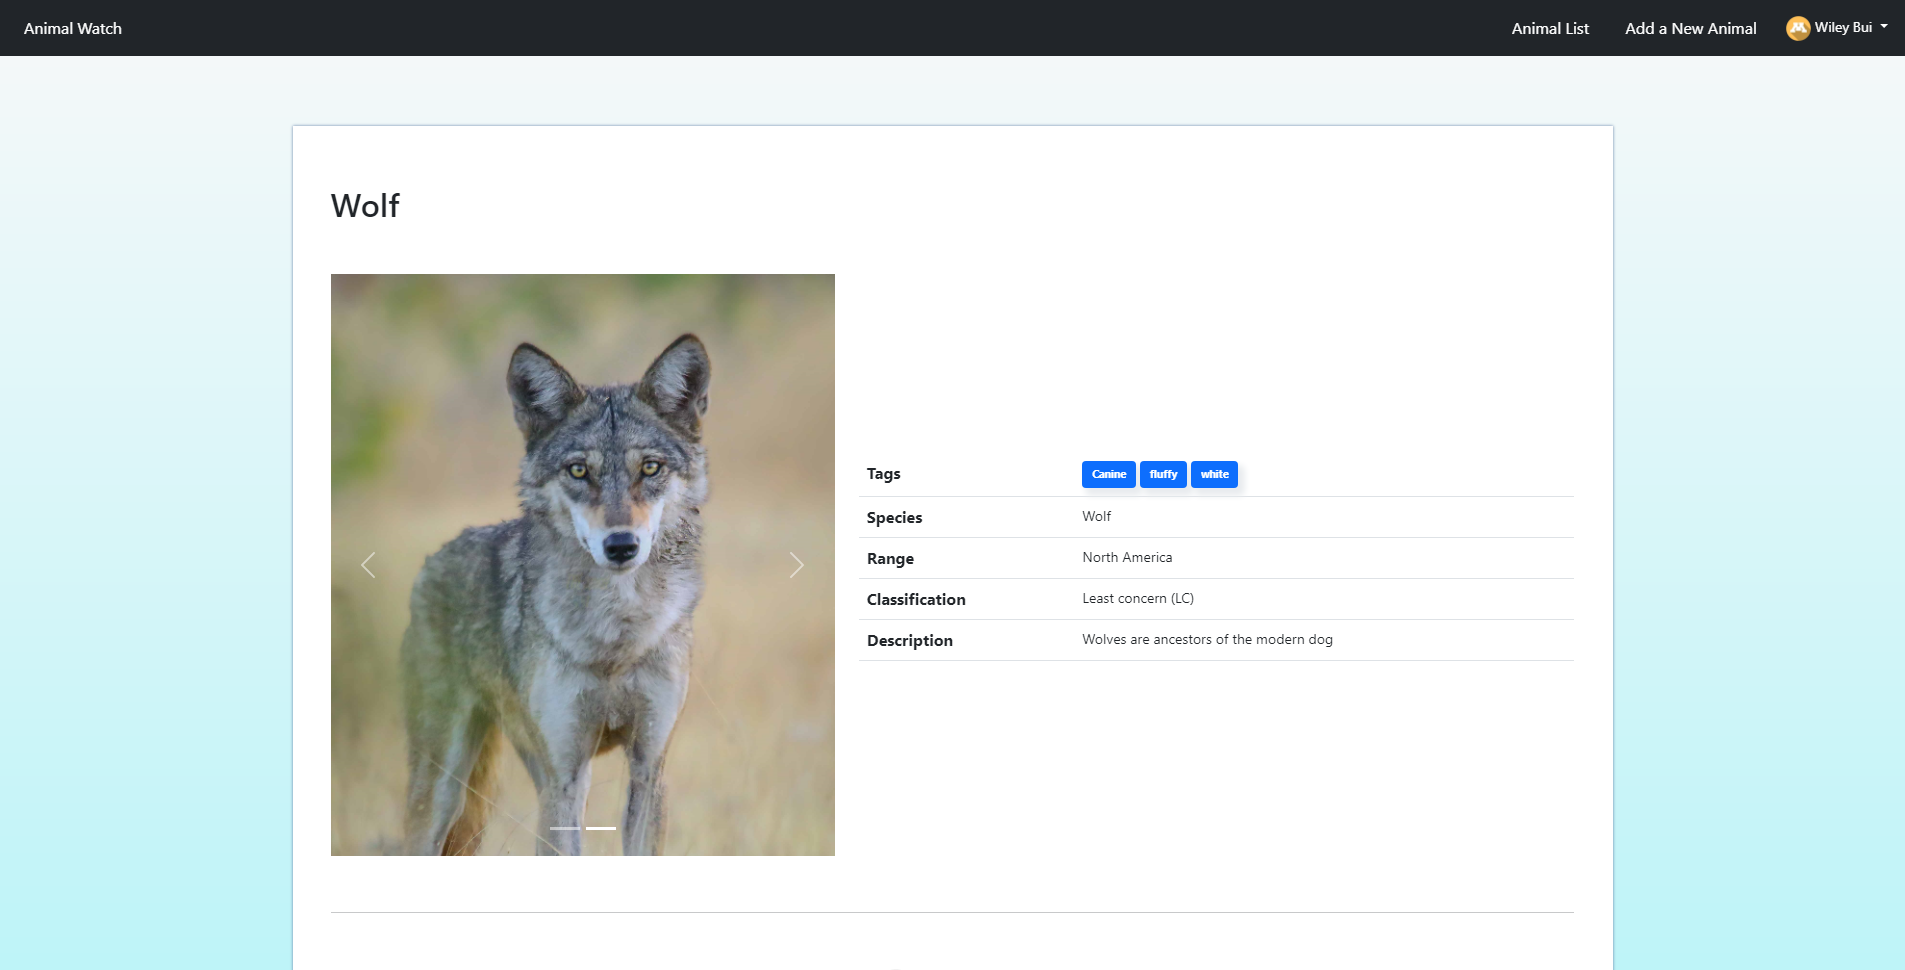 Animal Watch
Animal List
Add a New Animal
Wiley Bui
Wolf
Tags Canine fluffy white
Species Wolf
Range North America
Classification Least concern (LC)
Description Wolves are ancestors of the modern dog